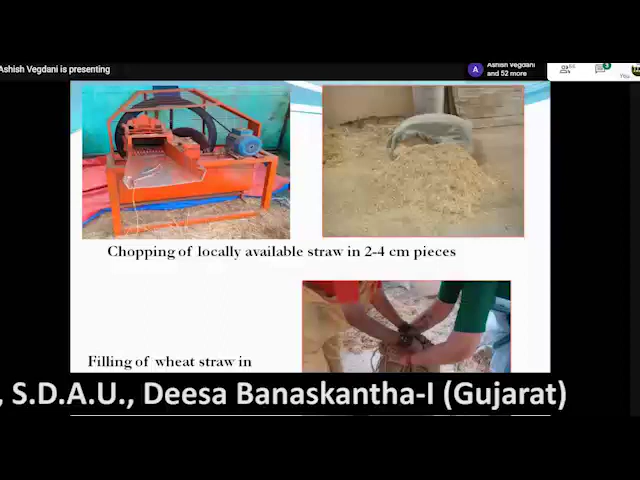 Ashish Vegdani is presenting
A
Ashish Vegdani
and 52 more
You
Chopping of locally available straw in 2-4 cm pieces
Filling of wheat straw in
, S.D.A.U., Deesa Banaskantha-I (Gujarat)